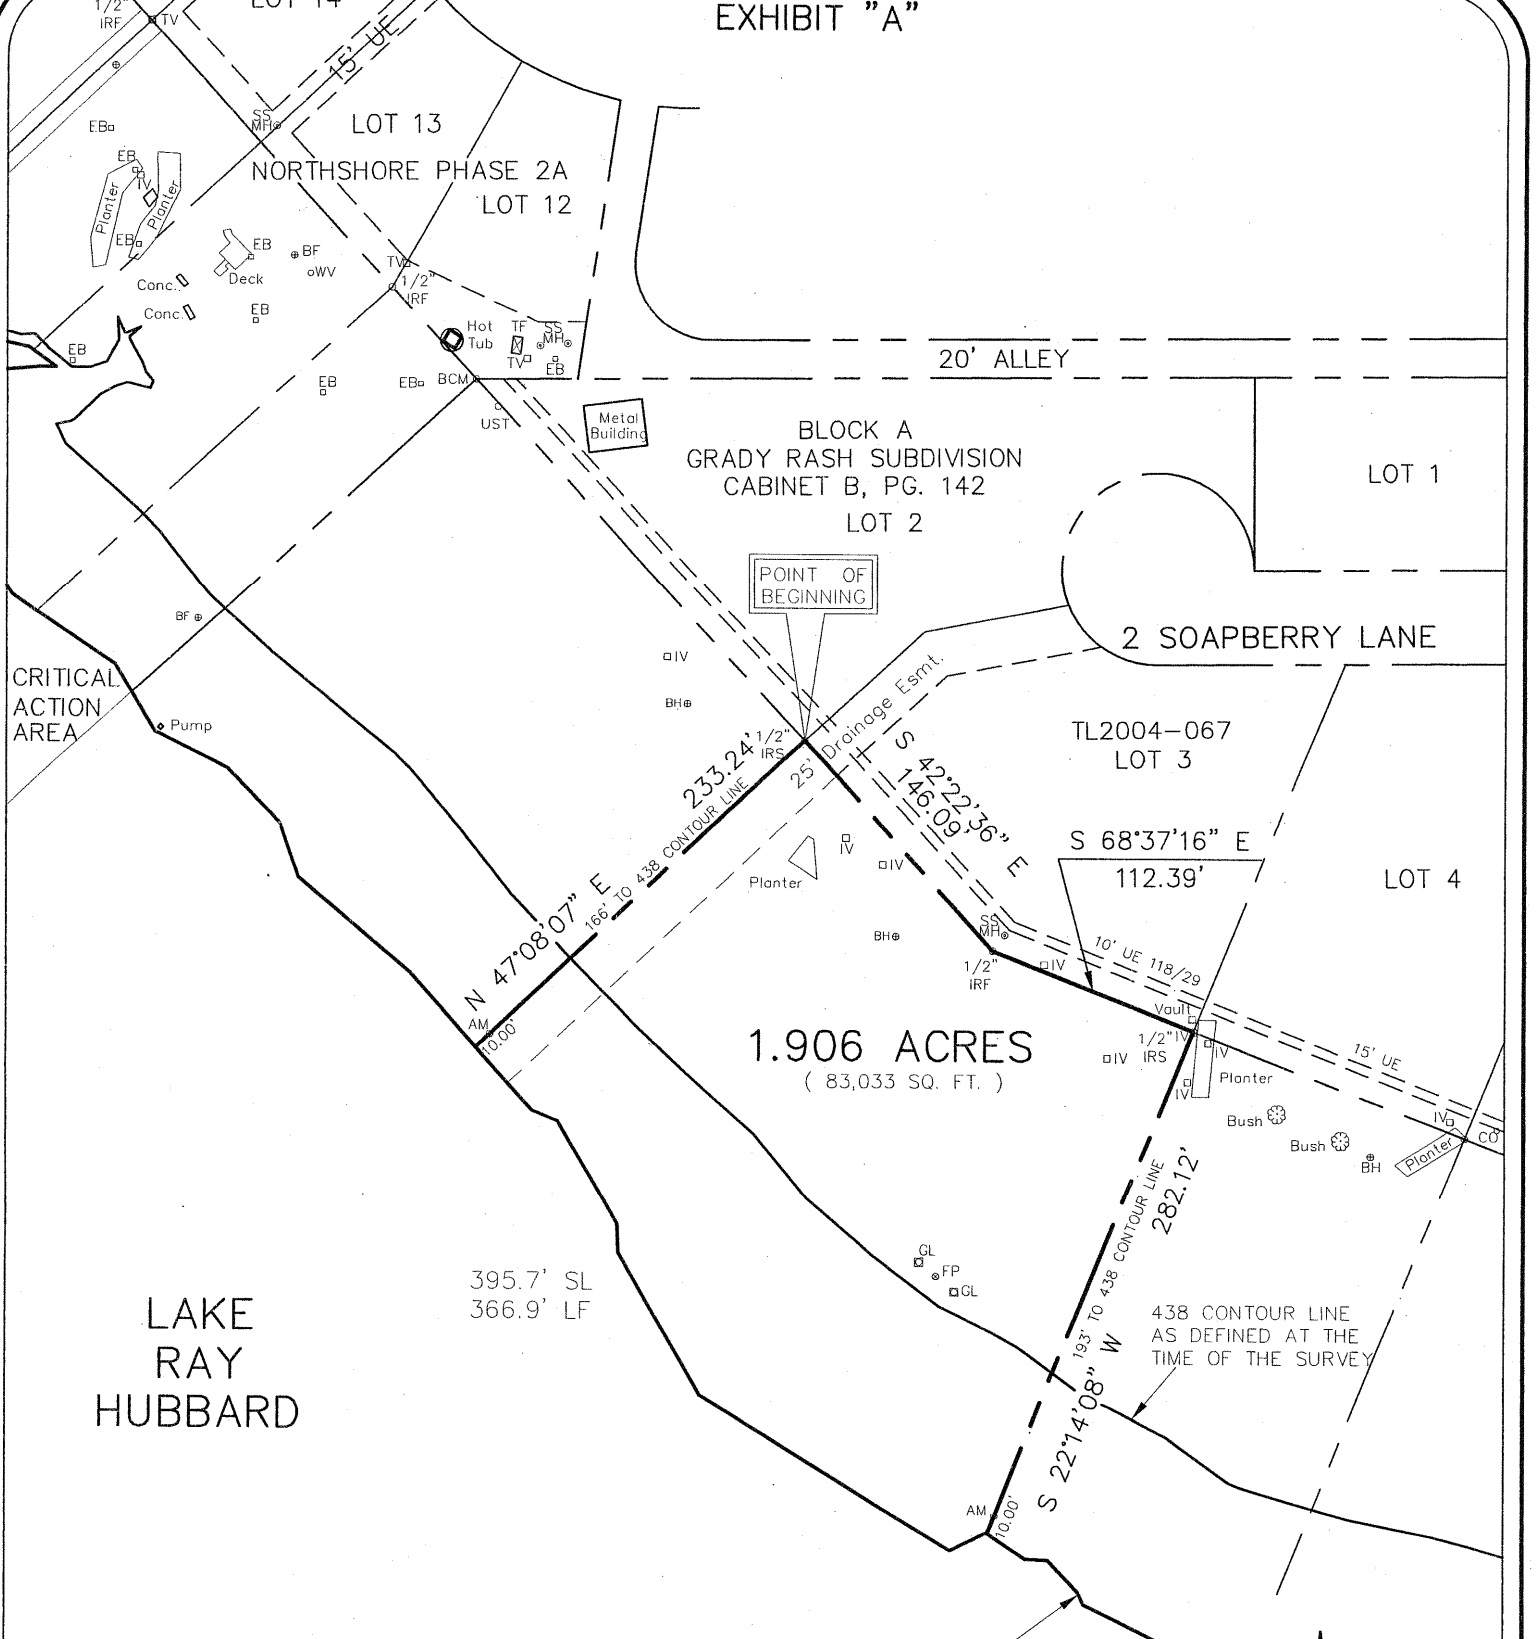 EXHIBIT "A"
LOT 14
1/2"
IRF
TV
15' UE
SS
MH
LOT 13
EB
NORTHSHORE PHASE 2A
LOT 12
EB
IV
Planter
Planter
EB
EB
Deck
BF
WV
Conc.
Conc.
EB
TV
1/2"
IRF
Hot
Tub
TF
SS
MH
TV
EB
EB
EB
EB
BCM
UST
20' ALLEY
Metal
Building
BLOCK A
GRADY RASH SUBDIVISION
CABINET B, PG. 142
LOT 2
LOT 1
POINT OF
BEGINNING
BF
2 SOAPBERRY LANE
CRITICAL
ACTION
AREA
Pump
IV
BH
1/2"
IRS
25' Drainage Esmt.
TL2004-067
LOT 3
S 42°22'36" E
146.09'
233.24'
N 47°08'07" E
166' TO 438 CONTOUR LINE
S 68°37'16" E
112.39'
LOT 4
IV
IV
Planter
BH
SS
MH
1/2"
IRF
IV
10' UE 118/29
Vault
1/2"
IRS
IV
IV
IV
IV
Planter
15' UE
AM
10.00'
1.906 ACRES
( 83,033 SQ. FT. )
Bush
Bush
BH
IV
Planter
CO
193' TO 438 CONTOUR LINE
282.12'
S 22°14'08" W
GL
FP
GL
395.7' SL
366.9' LF
LAKE
RAY
HUBBARD
438 CONTOUR LINE
AS DEFINED AT THE
TIME OF THE SURVEY
AM
10.00'